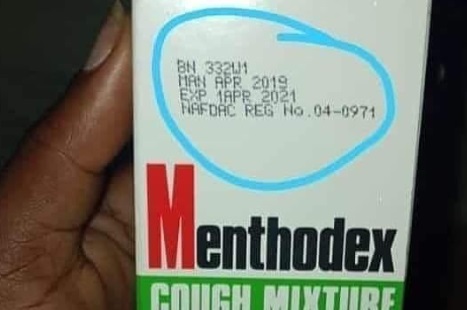 BN 332W1
MAN APR 2019
EXP 1APR 2021
NAFDAC REG No.04-0971
Menthodex
COUGH MIXTURE